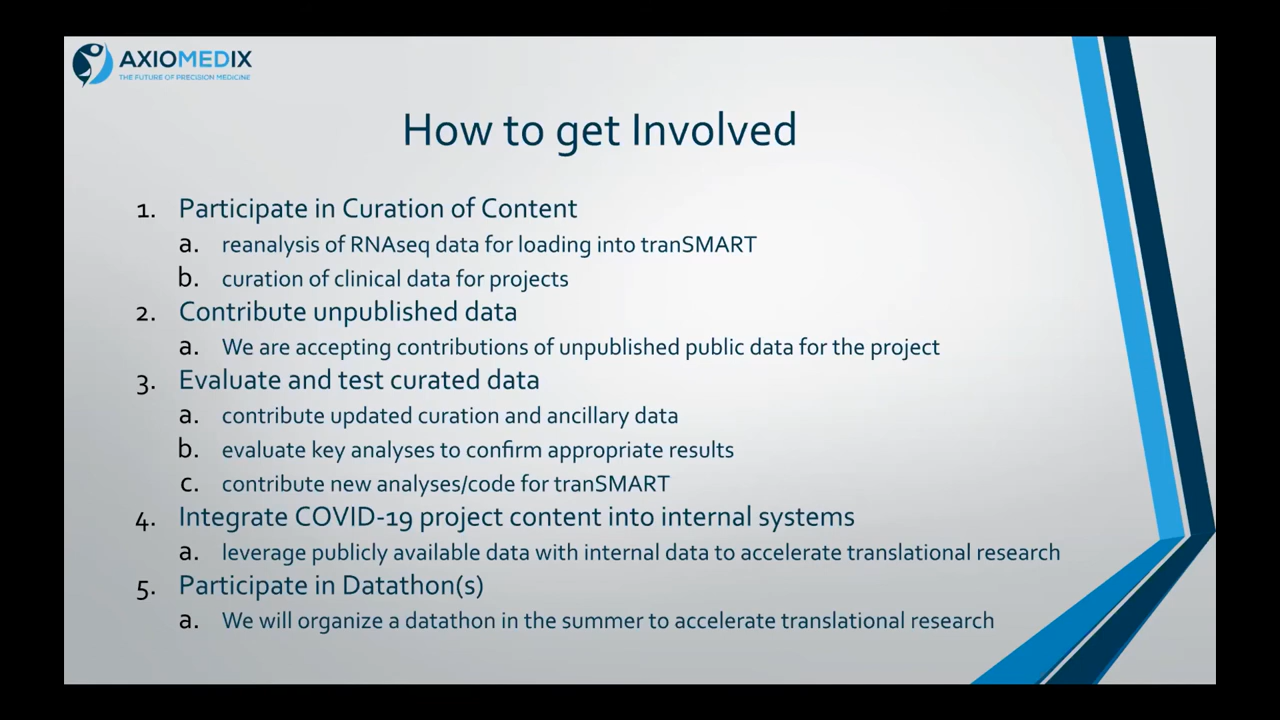 AXIOMEDIX
THE FUTURE OF PRECISION MEDICINE
How to get Involved
1. Participate in Curation of Content
a. reanalysis of RNAseq data for loading into tranSMART
b. curation of clinical data for projects
2. Contribute unpublished data
a. We are accepting contributions of unpublished public data for the project
3. Evaluate and test curated data
a. contribute updated curation and ancillary data
b. evaluate key analyses to confirm appropriate results
c. contribute new analyses/code for tranSMART
4. Integrate COVID-19 project content into internal systems
a. leverage publicly available data with internal data to accelerate translational research
5. Participate in Datathon(s)
a. We will organize a datathon in the summer to accelerate translational research